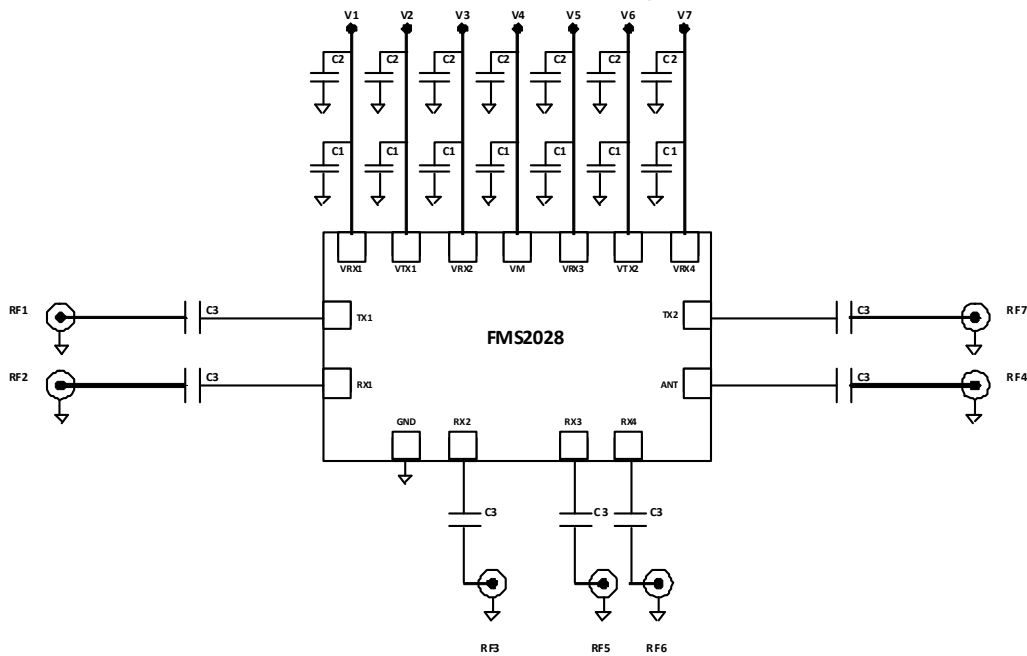 V1 V2 V3 V4 V5 V6 V7
C2 C2 C2 C2 C2 C2 C2
C1 C1 C1 C1 C1 C1 C1
VRX1 VTX1 VRX2 VM VRX3 VTX2 VRX4
RF1 C3 TX1 TX2 C3 RF7
FMS2028
RF2 C3 RX1 ANT C3 RF4
GND RX2 RX3 RX4
C3 C3 C3
RF3 RF5 RF6